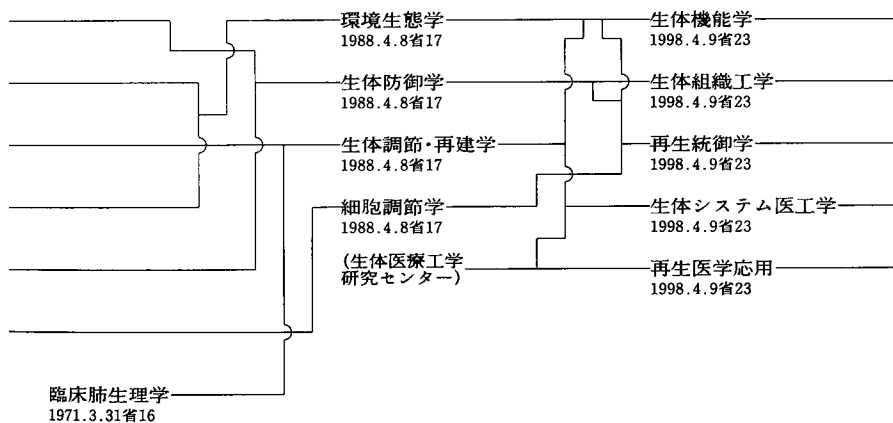 環境生態学
1988.4.8省17
生体防御学
1988.4.8省17
生体調節・再建学
1988.4.8省17
細胞調節学
1988.4.8省17
(生体医療工学
研究センター)
臨床肺生理学
1971.3.31省16
生体機能学
1998.4.9省23
生体組織工学
1998.4.9省23
再生統御学
1998.4.9省23
生体システム医工学
1998.4.9省23
再生医学応用
1998.4.9省23